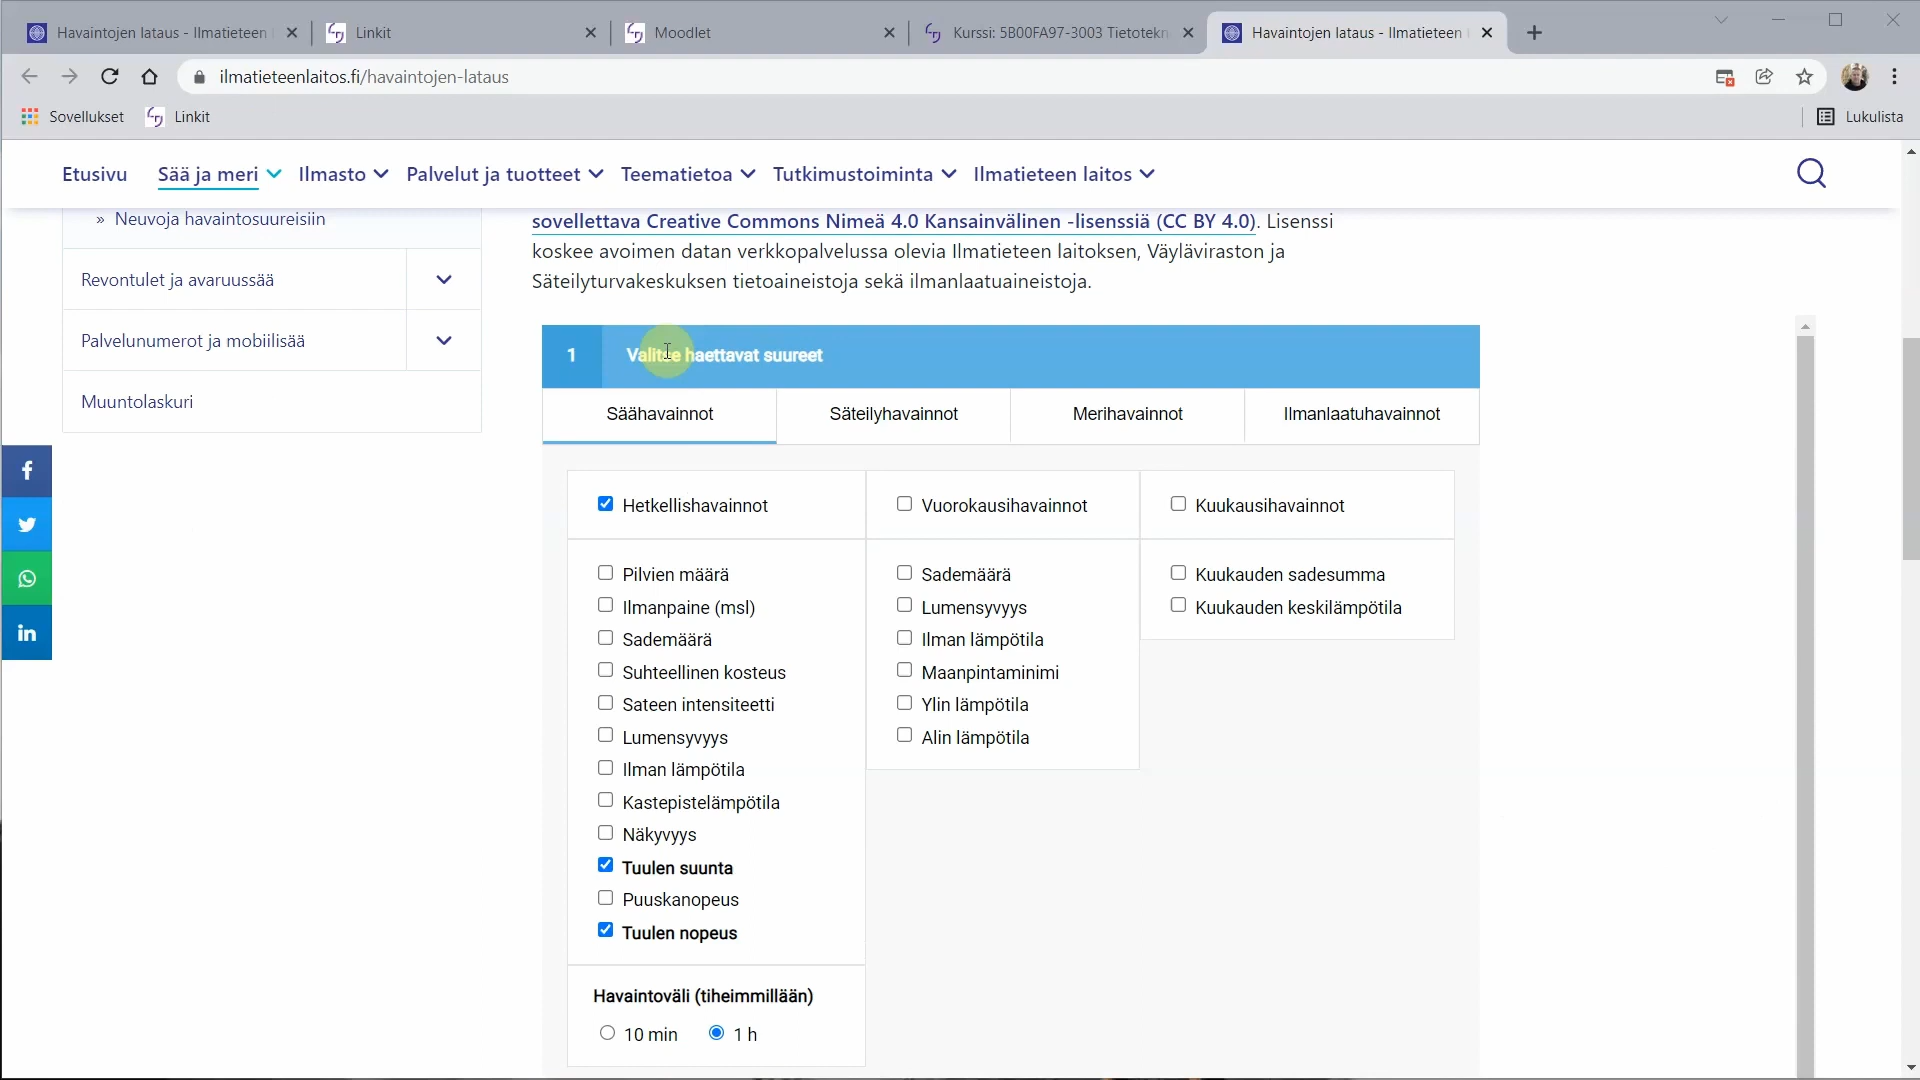 Havaintojen lataus - Ilmatieteen
Linkit
Moodlet
Kurssi: 5B00FA97-3003 Tietotekn
Havaintojen lataus - Ilmatieteen
ilmatieteenlaitos.fi/havaintojen-lataus
Sovellukset
Linkit
Lukulista
Etusivu
Sää ja meri
Ilmasto
Palvelut ja tuotteet
Teematietoa
Tutkimustoiminta
Ilmatieteen laitos
» Neuvoja havaintosuureisiin
Revontulet ja avaruussää
Palvelunumerot ja mobiilisää
Muuntolaskuri
sovellettava Creative Commons Nimeä 4.0 Kansainvälinen -lisenssiä (CC BY 4.0). Lisenssi
koskee avoimen datan verkkopalvelussa olevia Ilmatieteen laitoksen, Väyläviraston ja
Säteilyturvakeskuksen tietoaineistoja sekä ilmanlaatuaineistoja.
1 Valitse haettavat suureet
Säähavainnot
Säteilyhavainnot
Merihavainnot
Ilmanlaatuhavainnot
Hetkellishavainnot
Pilvien määrä
Ilmanpaine (msl)
Sademäärä
Suhteellinen kosteus
Sateen intensiteetti
Lumensyvyys
Ilman lämpötila
Kastepistelämpötila
Näkyvyys
Tuulen suunta
Puuskanopeus
Tuulen nopeus
Havaintoväli (tiheimmillään)
10 min
1 h
Vuorokausihavainnot
Sademäärä
Lumensyvyys
Ilman lämpötila
Maanpintaminimi
Ylin lämpötila
Alin lämpötila
Kuukausihavainnot
Kuukauden sadesumma
Kuukauden keskilämpötila
f
in